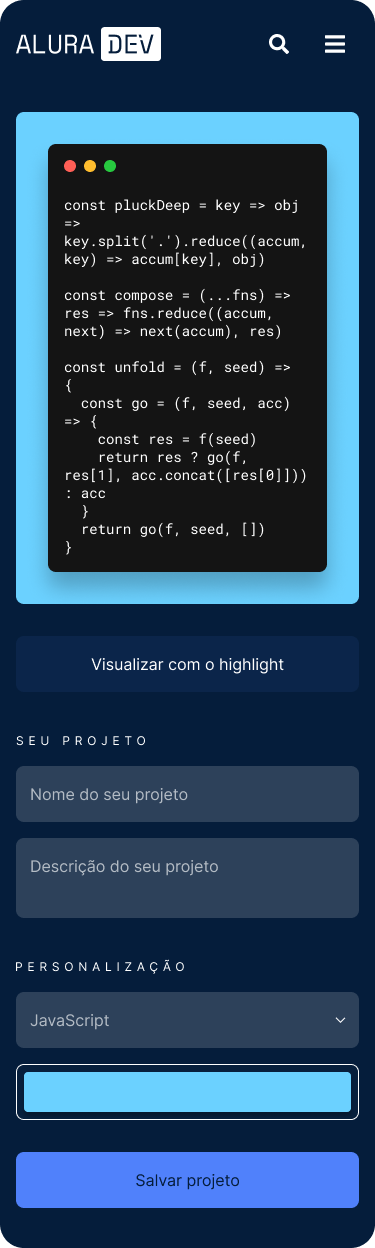 ALURA DEV
const pluckDeep = key => obj
=>
key.split('.').reduce((accum,
key) => accum[key], obj)
const compose = (...fns) =>
res => fns.reduce((accum,
next) => next(accum), res)
const unfold = (f, seed) =>
{
  const go = (f, seed, acc)
=> {
    const res = f(seed)
    return res ? go(f,
res[1], acc.concat([res[0]]))
: acc
  }
  return go(f, seed, [])
}
Visualizar com o highlight
SEU PROJETO
Nome do seu projeto
Descrição do seu projeto
PERSONALIZAÇÃO
JavaScript
Salvar projeto